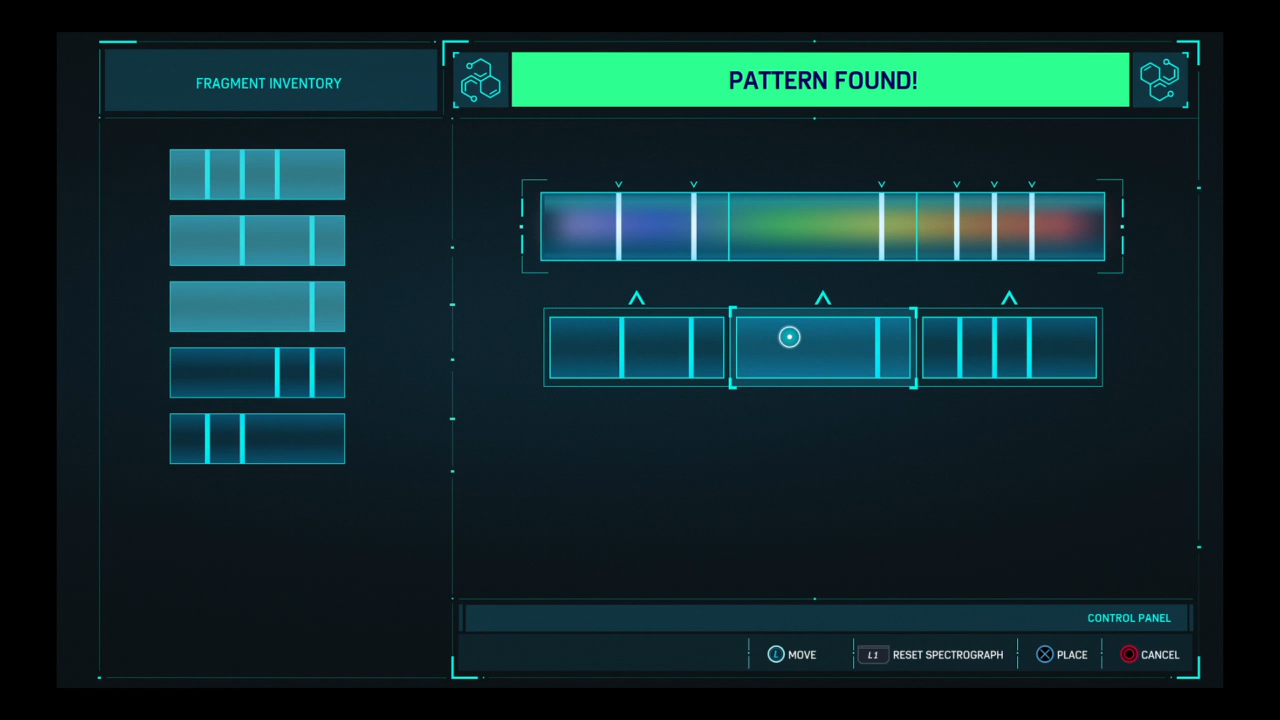 FRAGMENT INVENTORY
PATTERN FOUND!
CONTROL PANEL
L MOVE L1 RESET SPECTROGRAPH PLACE CANCEL